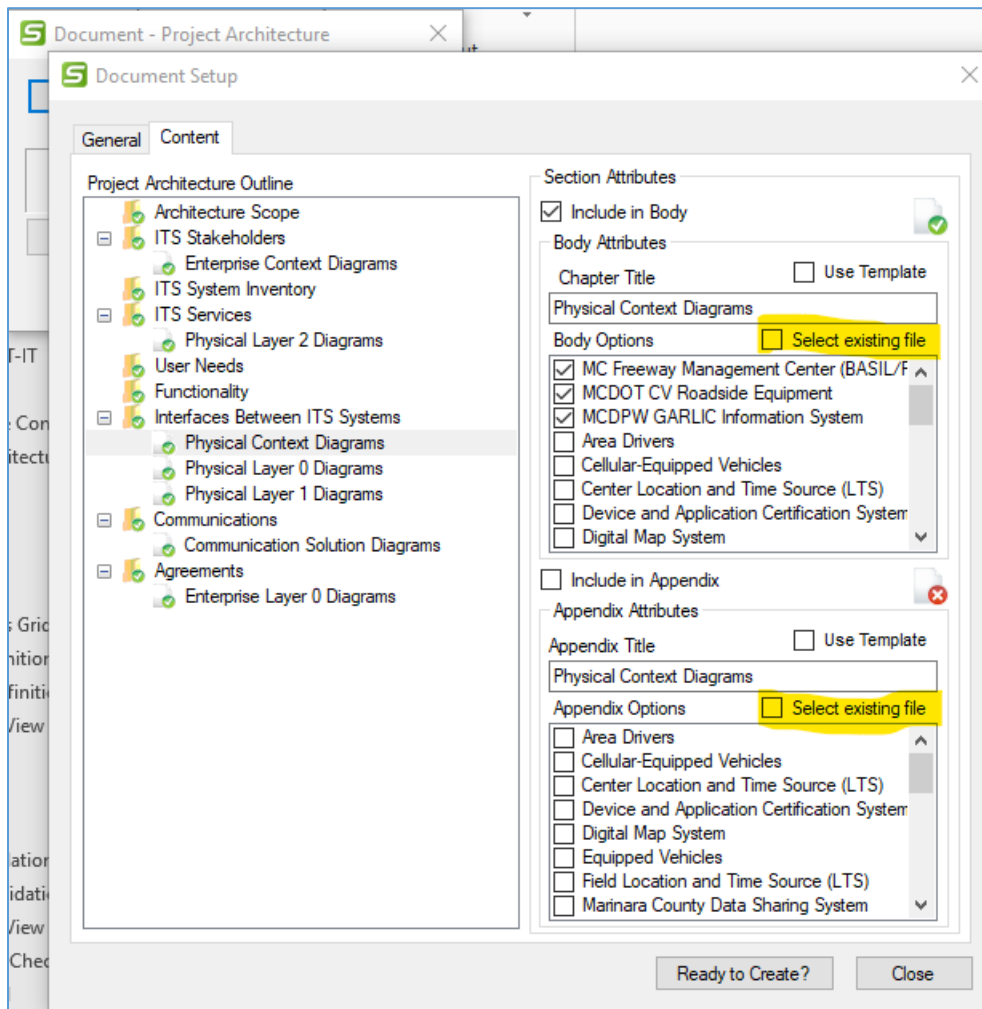 Document - Project Architecture
Document Setup
General
Content
Project Architecture Outline
Architecture Scope
ITS Stakeholders
Enterprise Context Diagrams
ITS System Inventory
ITS Services
Physical Layer 2 Diagrams
User Needs
Functionality
Interfaces Between ITS Systems
Physical Context Diagrams
Physical Layer 0 Diagrams
Physical Layer 1 Diagrams
Communications
Communication Solution Diagrams
Agreements
Enterprise Layer 0 Diagrams
Section Attributes
Include in Body
Body Attributes
Chapter Title
Use Template
Physical Context Diagrams
Body Options
Select existing file
MC Freeway Management Center (BASIL/F
MCDOT CV Roadside Equipment
MCDPW GARLIC Information System
Area Drivers
Cellular-Equipped Vehicles
Center Location and Time Source (LTS)
Device and Application Certification System
Digital Map System
Include in Appendix
Appendix Attributes
Appendix Title
Use Template
Physical Context Diagrams
Appendix Options
Select existing file
Area Drivers
Cellular-Equipped Vehicles
Center Location and Time Source (LTS)
Device and Application Certification System
Digital Map System
Equipped Vehicles
Field Location and Time Source (LTS)
Marinara County Data Sharing System
Ready to Create?
Close